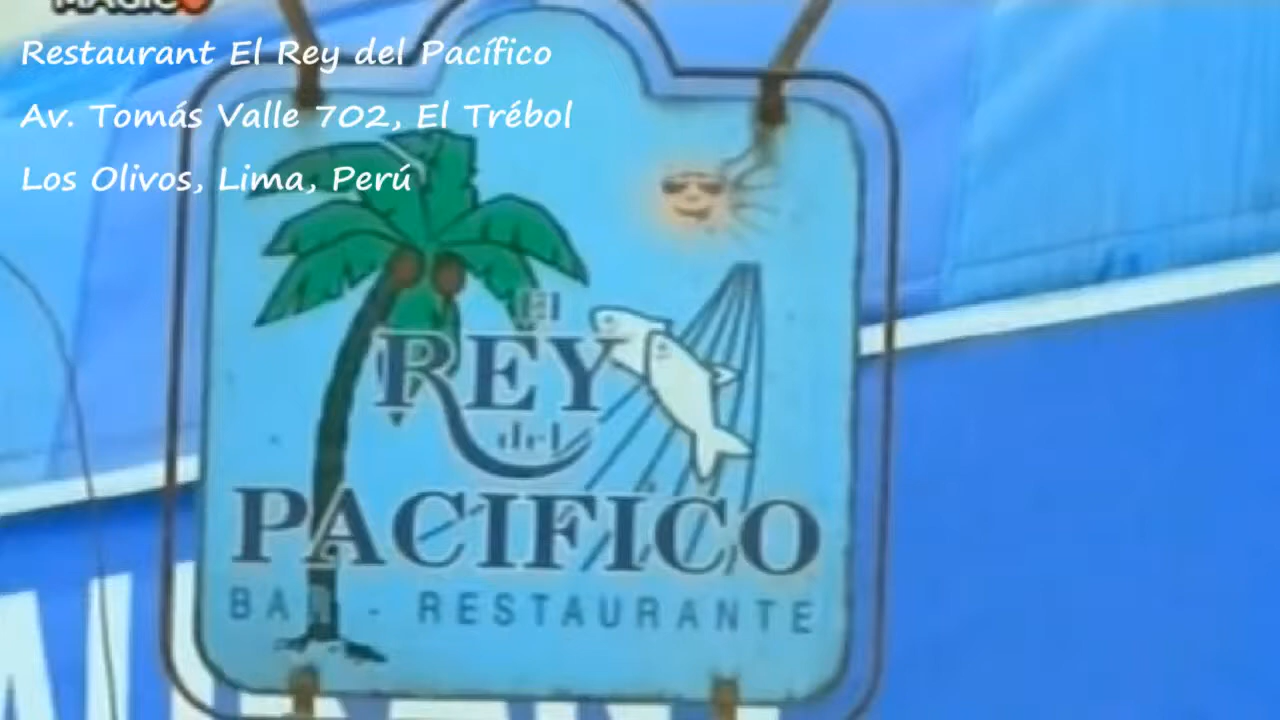 Restaurant El Rey del Pacífico
Av. Tomás Valle 702, El Trébol
Los Olivos, Lima, Perú
El
REY
del
PACIFICO
BAR - RESTAURANTE